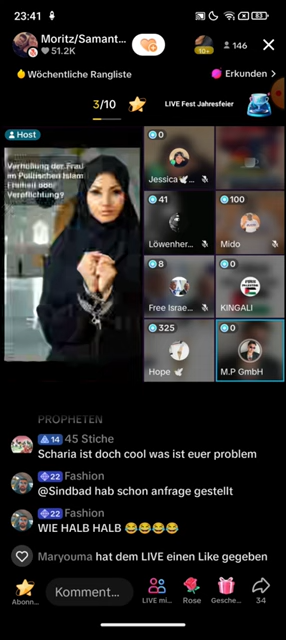 23:41
83
Moritz/Samant...
51.2K
10+
146
Wöchentliche Rangliste
Erkunden >
3/10
LIVE Fest Jahresfeier
Host
Verhüllung der Frau
im Politischen Islam:
Freiheit oder
Verpflichtung?
0
Jessica...
41
Löwenher...
100
Mido
8
Free Israe...
0
KINGALI
325
Hope
0
M.P GmbH
PROPHETEN
14 45 Stiche
Scharia ist doch cool was ist euer problem
22 Fashion
@Sindbad hab schon anfrage gestellt
22 Fashion
WIE HALB HALB 😂😂😂😂
Maryouma hat dem LIVE einen Like gegeben
Abonn...
Komment...
LIVE mi...
Rose
Gesche...
34